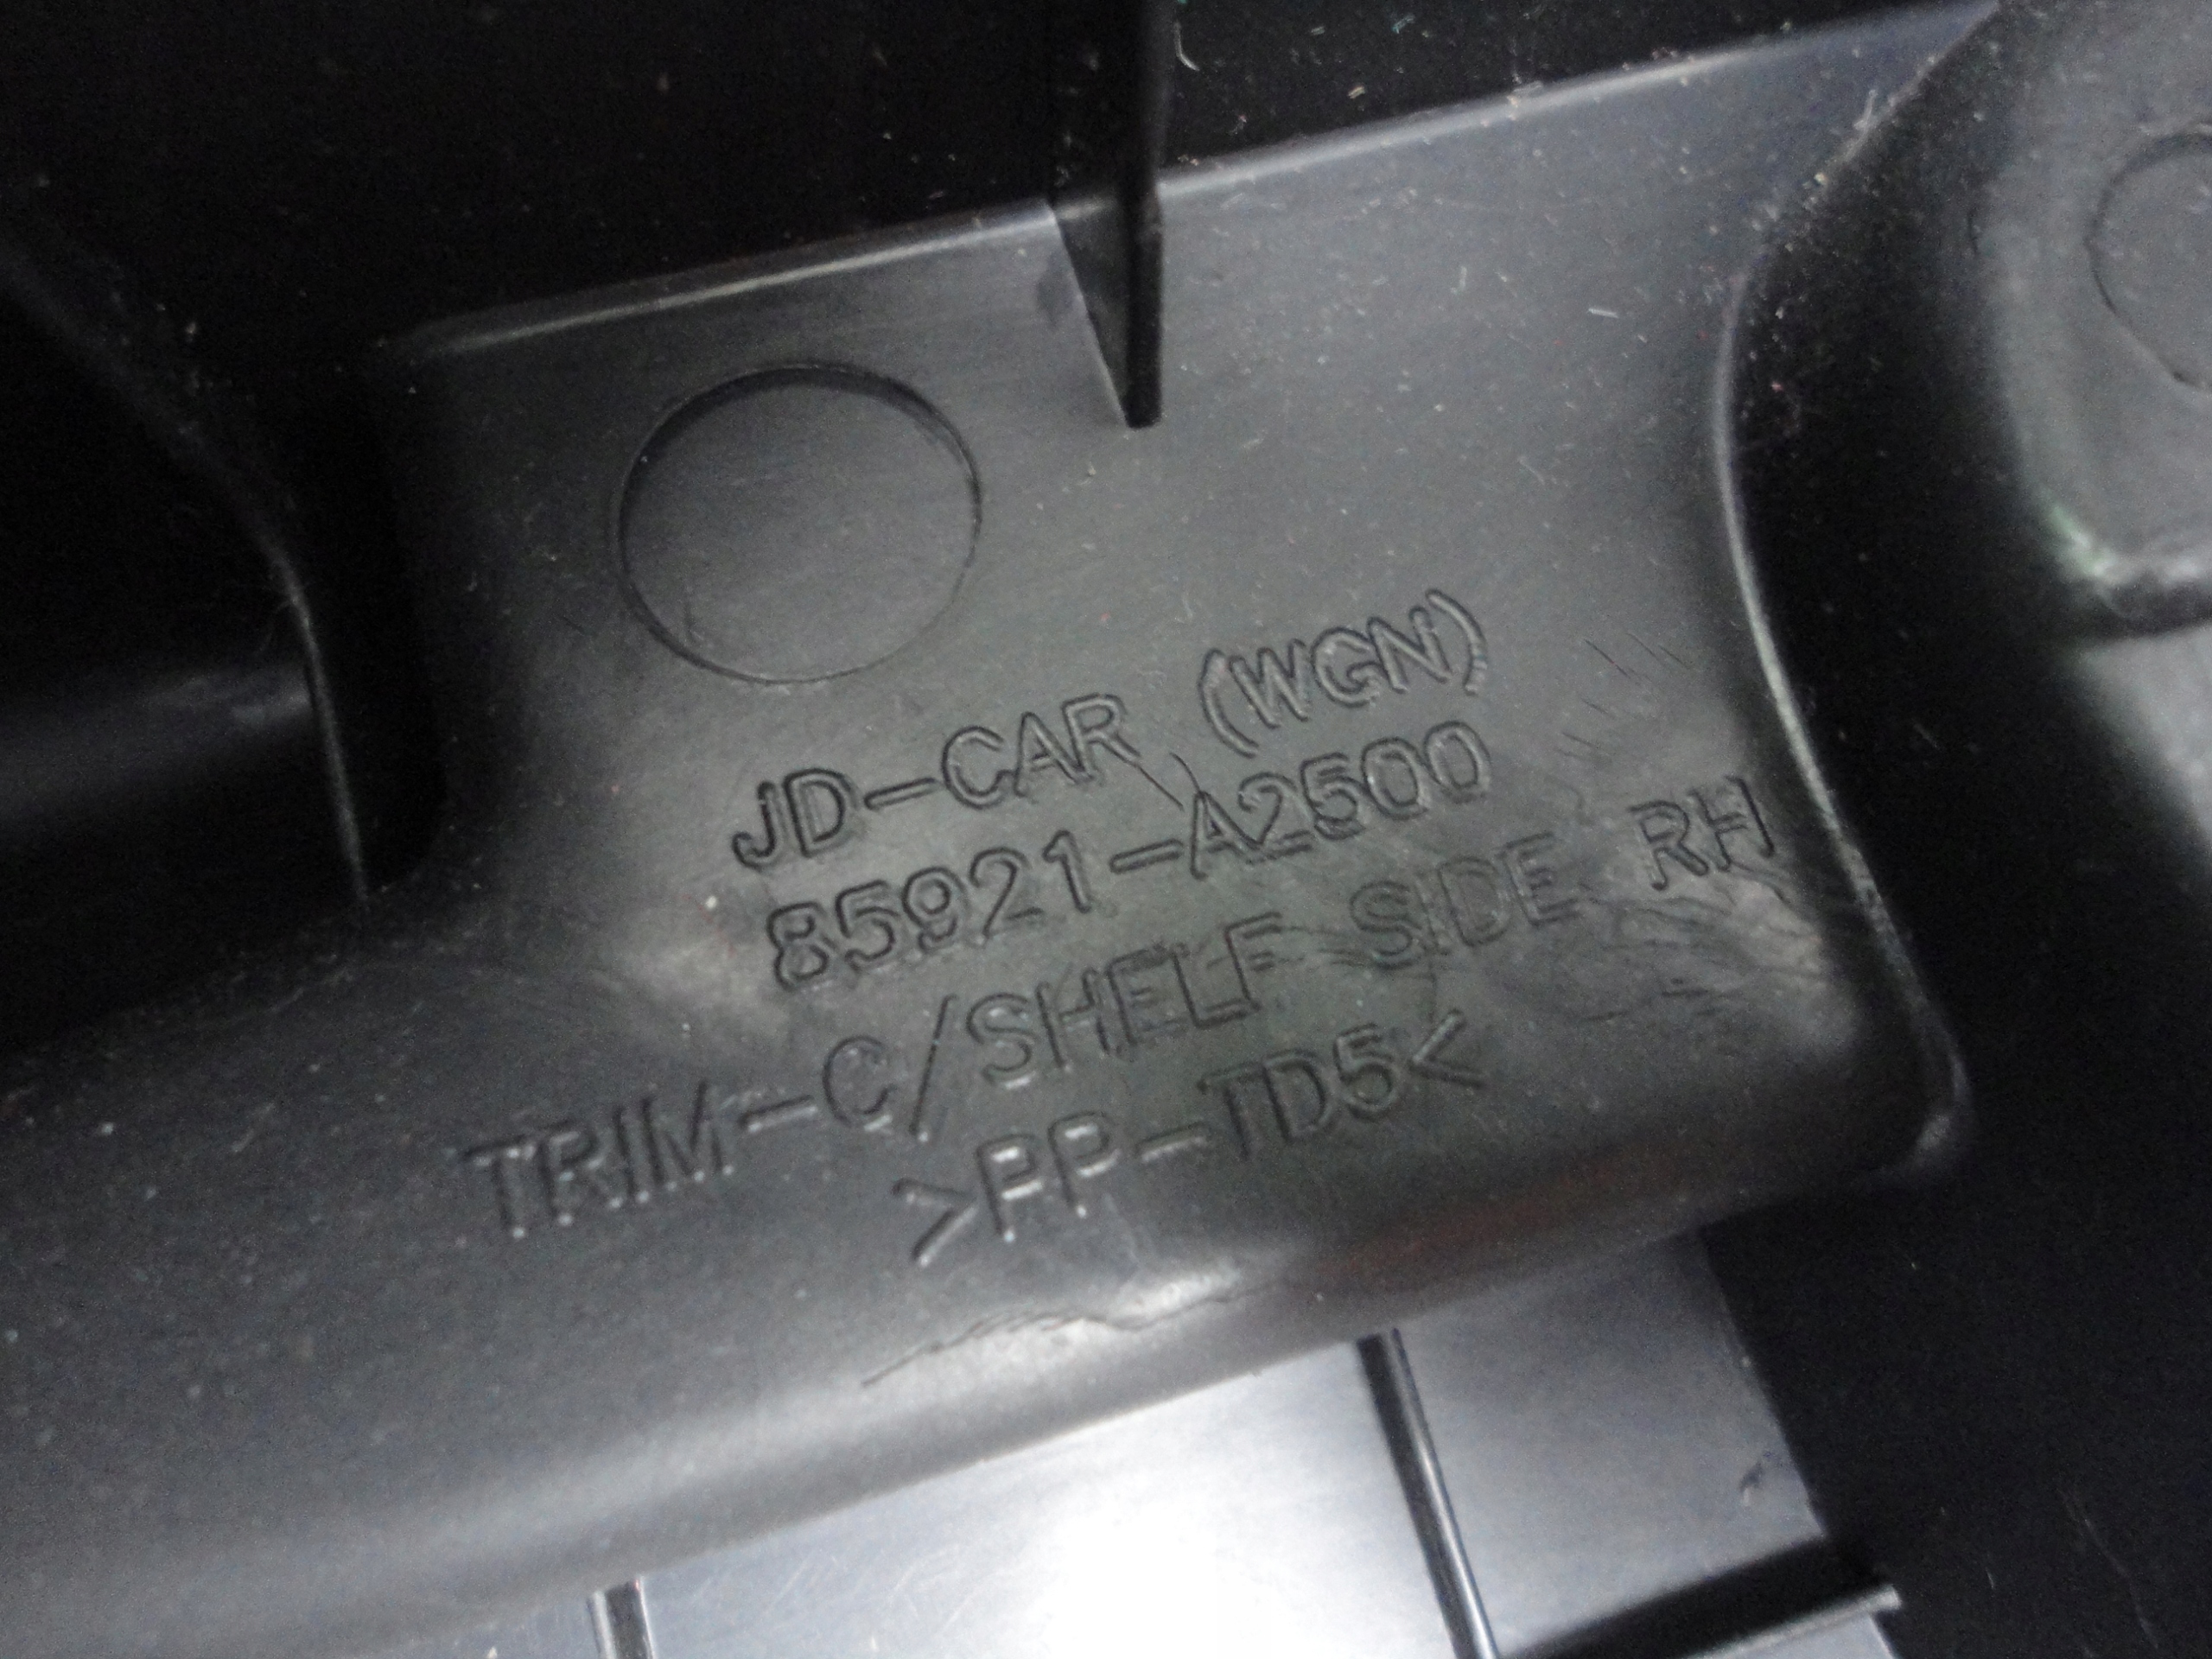 JD-CAR (WGN)
85921-A2500
TRIM-C/SHELF SIDE RH
>PP-TD5<